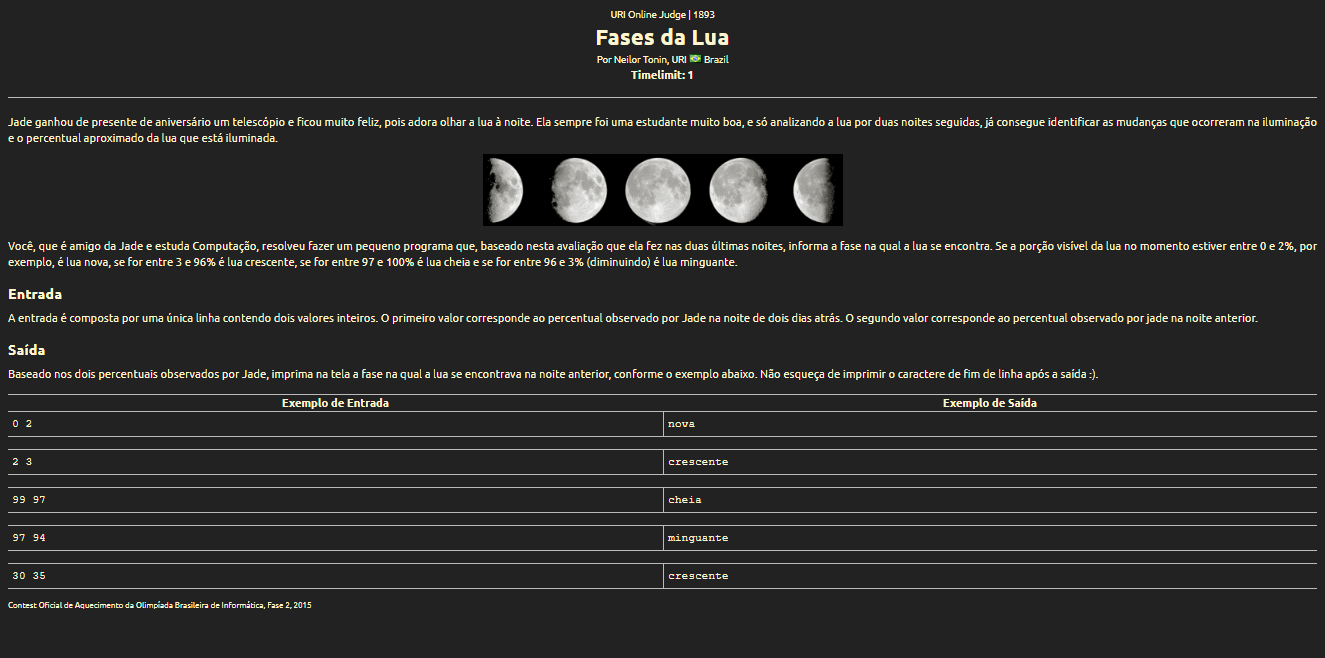 URI Online Judge | 1893
Fases da Lua
Por Neilor Tonin, URI Brazil
Timelimit: 1
Jade ganhou de presente de aniversário um telescópio e ficou muito feliz, pois adora olhar a lua à noite. Ela sempre foi uma estudante muito boa, e só analizando a lua por duas noites seguidas, já consegue identificar as mudanças que ocorreram na iluminação
e o percentual aproximado da lua que está iluminada.
Você, que é amigo da Jade e estuda Computação, resolveu fazer um pequeno programa que, baseado nesta avaliação que ela fez nas duas últimas noites, informa a fase na qual a lua se encontra. Se a porção visível da lua no momento estiver entre 0 e 2%, por
exemplo, é lua nova, se for entre 3 e 96% é lua crescente, se for entre 97 e 100% é lua cheia e se for entre 96 e 3% (diminuindo) é lua minguante.
Entrada
A entrada é composta por uma única linha contendo dois valores inteiros. O primeiro valor corresponde ao percentual observado por Jade na noite de dois dias atrás. O segundo valor corresponde ao percentual observado por jade na noite anterior.
Saída
Baseado nos dois percentuais observados por Jade, imprima na tela a fase na qual a lua se encontrava na noite anterior, conforme o exemplo abaixo. Não esqueça de imprimir o caractere de fim de linha após a saída :).
Exemplo de Entrada Exemplo de Saída
0 2 nova
2 3 crescente
99 97 cheia
97 94 minguante
30 35 crescente
Contest Oficial de Aquecimento da Olimpíada Brasileira de Informática, Fase 2, 2015